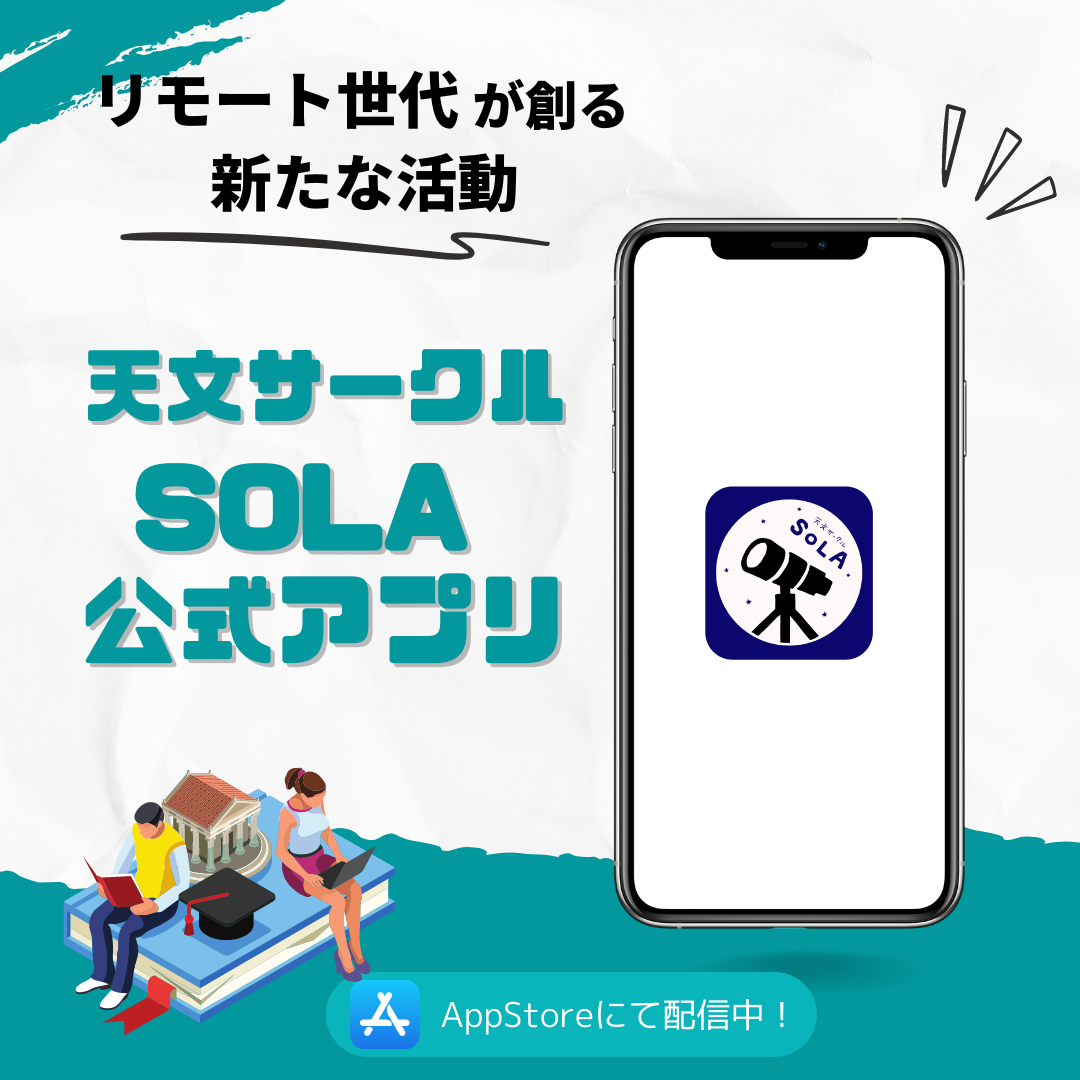 リモート世代が創る
新たな活動
天文サークル
SOLA
公式アプリ
天文サークル
SOLA
AppStoreにて配信中！